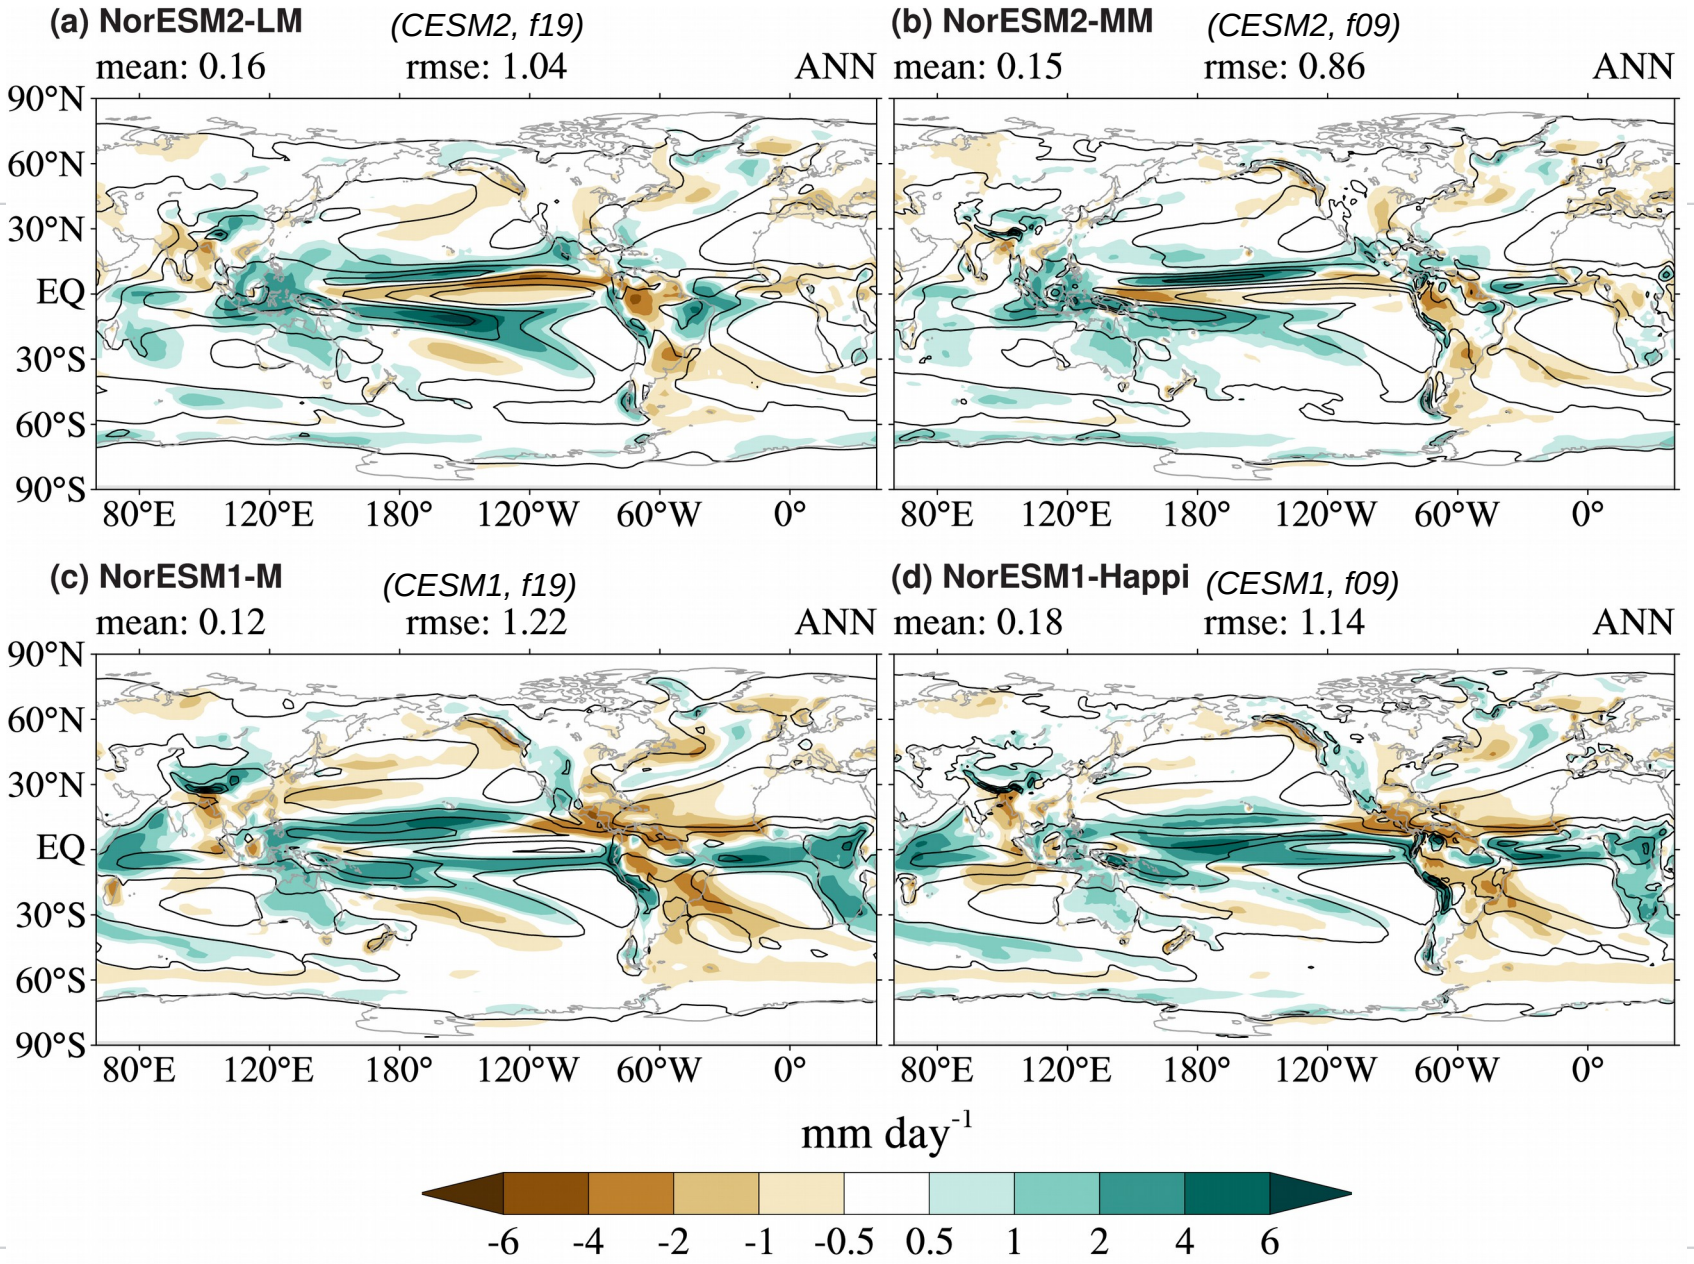 (a) NorESM2-LM (CESM2, f19)
mean: 0.16 rmse: 1.04 ANN
90°N
60°N
30°N
EQ
30°S
60°S
90°S
80°E 120°E 180° 120°W 60°W 0°
(b) NorESM2-MM (CESM2, f09)
mean: 0.15 rmse: 0.86 ANN
80°E 120°E 180° 120°W 60°W 0°
(c) NorESM1-M (CESM1, f19)
mean: 0.12 rmse: 1.22 ANN
90°N
60°N
30°N
EQ
30°S
60°S
90°S
80°E 120°E 180° 120°W 60°W 0°
(d) NorESM1-Happi (CESM1, f09)
mean: 0.18 rmse: 1.14 ANN
80°E 120°E 180° 120°W 60°W 0°
mm day⁻¹
-6 -4 -2 -1 -0.5 0.5 1 2 4 6